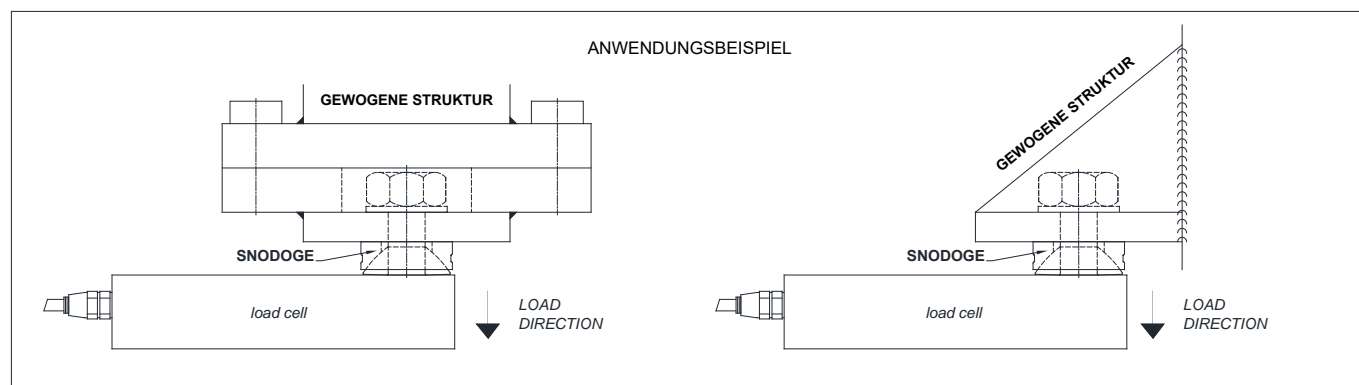 ANWENDUNGSBEISPIEL
GEWOGENE STRUKTUR
SNODOGE
load cell
LOAD
DIRECTION
GEWOGENE STRUKTUR
SNODOGE
load cell
LOAD
DIRECTION